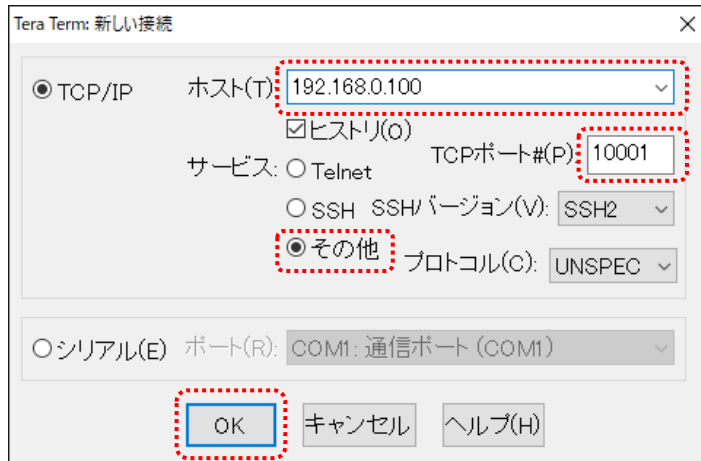 Tera Term: 新しい接続
TCP/IP ホスト(T): 192.168.0.100
ヒストリ(O)
サービス: Telnet TCPポート#(P): 10001
SSH SSHバージョン(V): SSH2
その他 プロトコル(C): UNSPEC
シリアル(E) ポート(R): COM1: 通信ポート (COM1)
OK キャンセル ヘルプ(H)